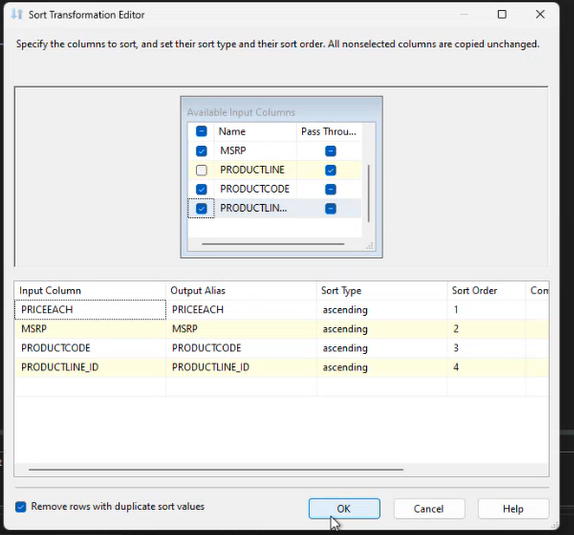 Sort Transformation Editor
Specify the columns to sort, and set their sort type and their sort order. All nonselected columns are copied unchanged.
Available Input Columns
Name Pass Throu...
MSRP
PRODUCTLINE
PRODUCTCODE
PRODUCTLIN...
Input Column Output Alias Sort Type Sort Order Com
PRICEEACH PRICEEACH ascending 1
MSRP MSRP ascending 2
PRODUCTCODE PRODUCTCODE ascending 3
PRODUCTLINE_ID PRODUCTLINE_ID ascending 4
Remove rows with duplicate sort values
OK Cancel Help